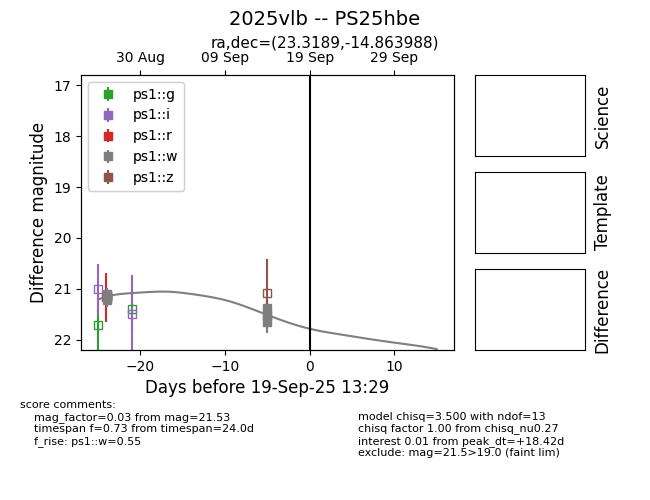 2025vlb -- PS25hbe
ra,dec=(23.3189,-14.863988)
30 Aug 09 Sep 19 Sep 29 Sep
17
18
19
20
21
22
Difference magnitude
ps1::g
ps1::i
ps1::r
ps1::w
ps1::z
−20 −10 0 10
Days before 19-Sep-25 13:29
Science
Template
Difference
score comments:
mag_factor=0.03 from mag=21.53
timespan f=0.73 from timespan=24.0d
f_rise: ps1::w=0.55
model chisq=3.500 with ndof=13
chisq factor 1.00 from chisq_nu0.27
interest 0.01 from peak_dt=+18.42d
exclude: mag=21.5>19.0 (faint lim)